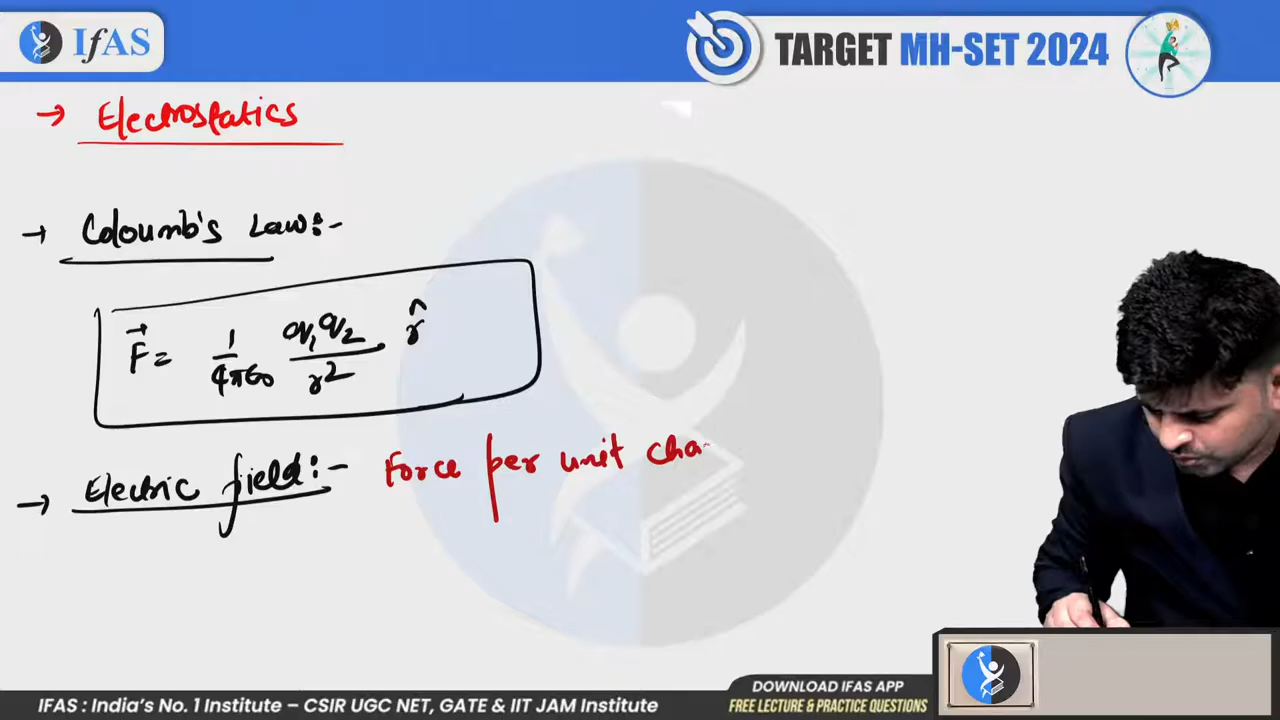 IfAS
TARGET MH-SET 2024
→ Electrostatics
→ Coloumb's Law:-
F⃗ = 1/4πε₀ q₁q₂/r² r̂
→ Electric field:- Force per unit cha
DOWNLOAD IFAS APP
FREE LECTURE & PRACTICE QUESTIONS
IFAS : India's No. 1 Institute – CSIR UGC NET, GATE & IIT JAM Institute